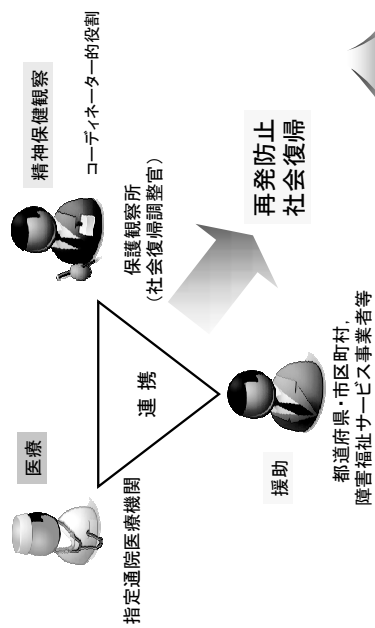 医療
指定通院医療機関
精神保健観察
コーディネーター的役割
保護観察所
（社会復帰調整官）
連携
援助
都道府県・市区町村，
障害福祉サービス事業者等
再発防止
社会復帰